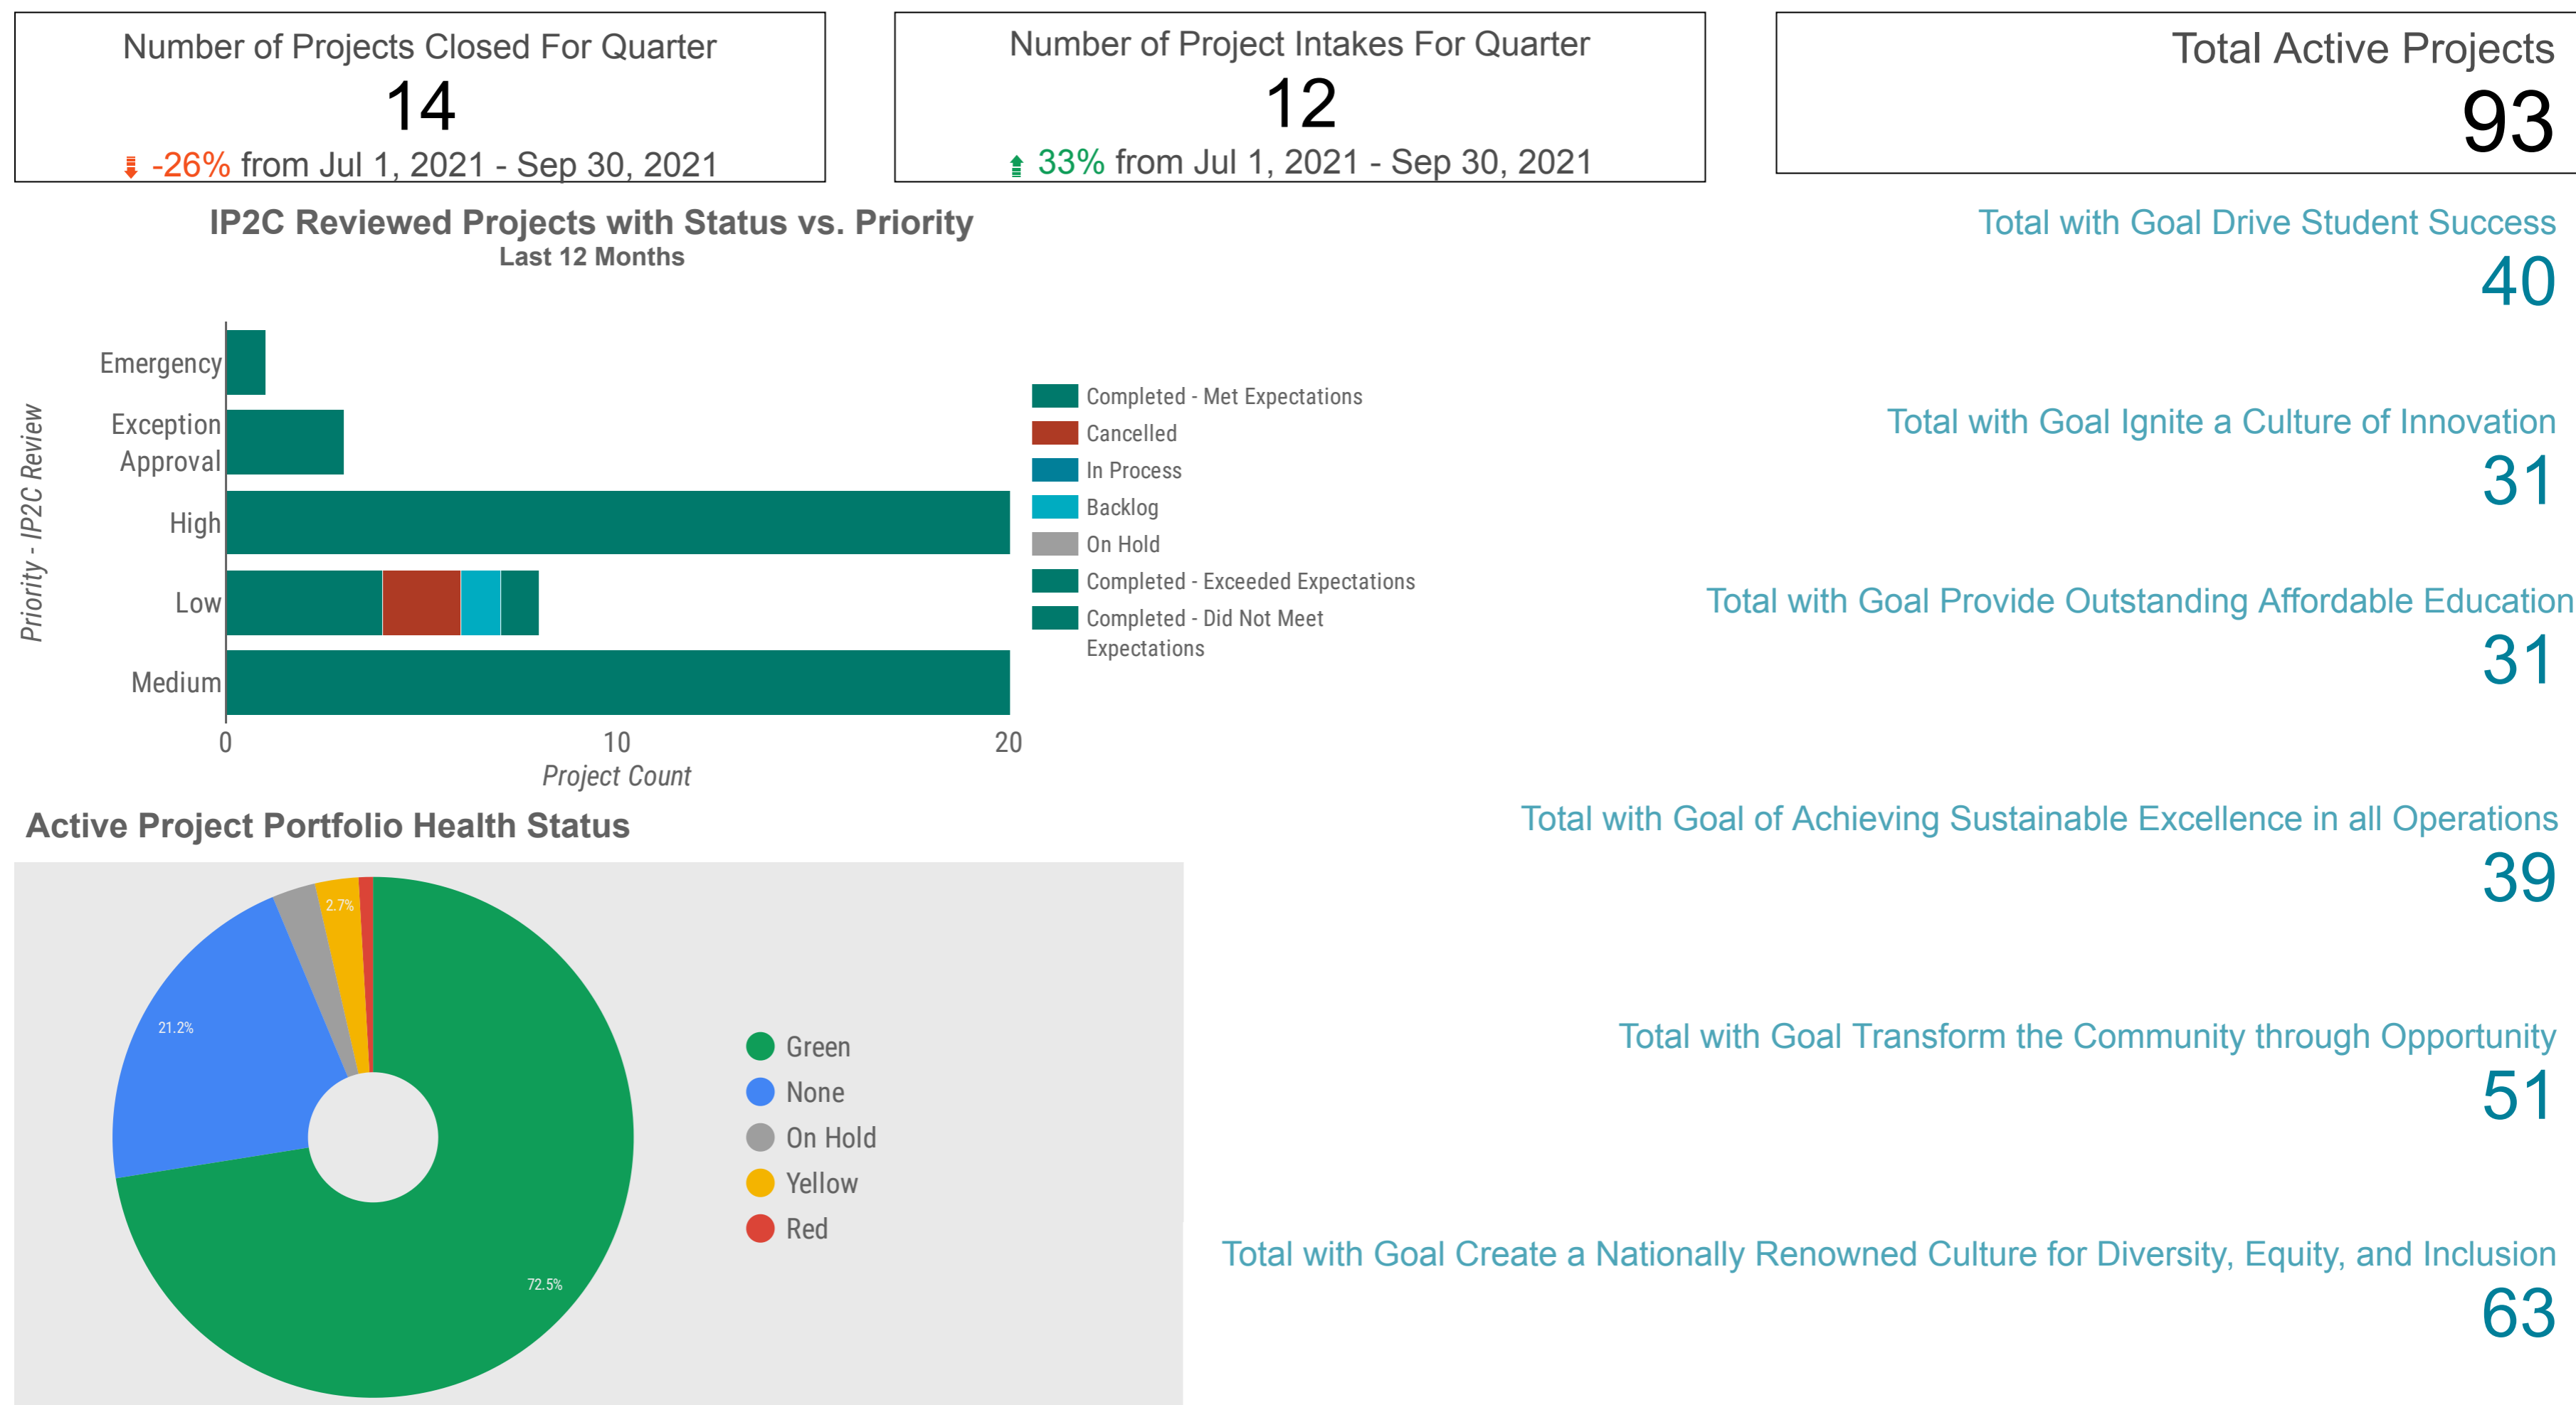 Number of Projects Closed For Quarter
14
-26% from Jul 1, 2021 - Sep 30, 2021
Number of Project Intakes For Quarter
12
33% from Jul 1, 2021 - Sep 30, 2021
Total Active Projects
93
IP2C Reviewed Projects with Status vs. Priority
Last 12 Months
Priority - IP2C Review
Emergency
Exception
Approval
High
Low
Medium
0
10
20
Project Count
Completed - Met Expectations
Cancelled
In Process
Backlog
On Hold
Completed - Exceeded Expectations
Completed - Did Not Meet
Expectations
Total with Goal Drive Student Success
40
Total with Goal Ignite a Culture of Innovation
31
Total with Goal Provide Outstanding Affordable Education
31
Total with Goal of Achieving Sustainable Excellence in all Operations
39
Total with Goal Transform the Community through Opportunity
51
Total with Goal Create a Nationally Renowned Culture for Diversity, Equity, and Inclusion
63
Active Project Portfolio Health Status
2.7%
21.2%
72.5%
Green
None
On Hold
Yellow
Red